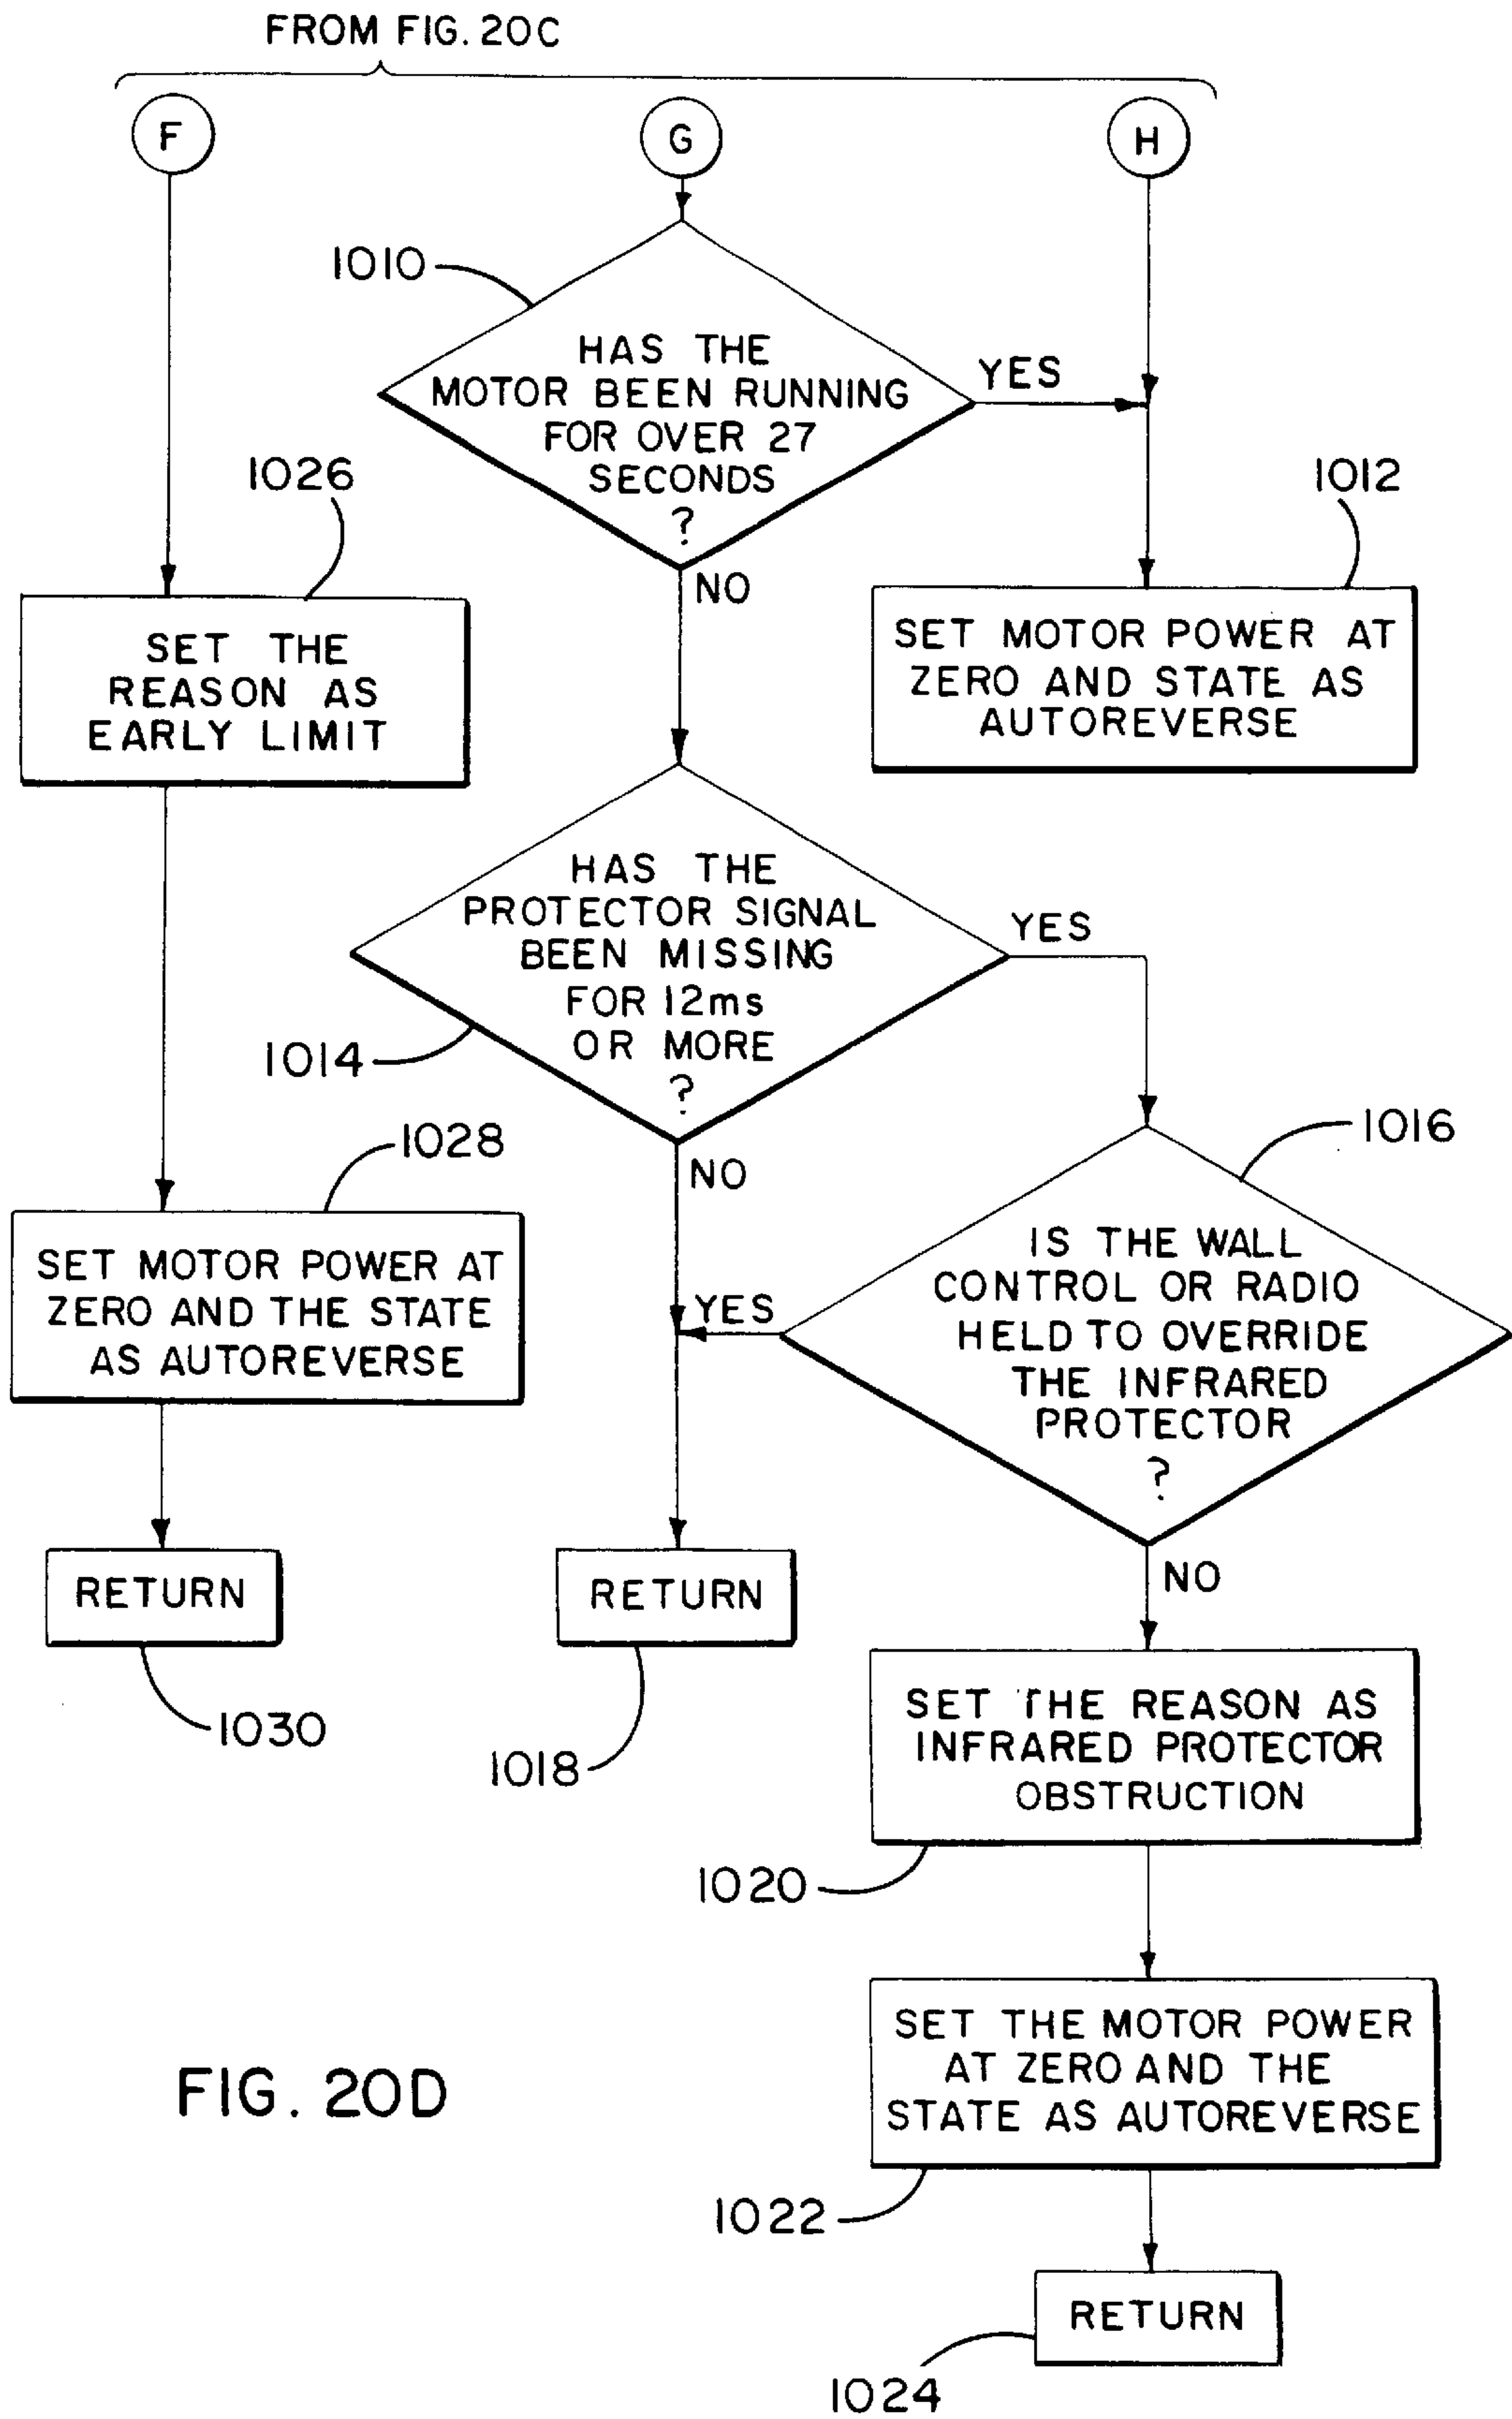 FROM FIG. 20C
F
G
H
1010
HAS THE
MOTOR BEEN RUNNING
FOR OVER 27
SECONDS
?
YES
NO
1026
SET THE
REASON AS
EARLY LIMIT
1012
SET MOTOR POWER AT
ZERO AND STATE AS
AUTOREVERSE
HAS THE
PROTECTOR SIGNAL
BEEN MISSING
FOR 12ms
OR MORE
?
YES
1014
NO
1028
SET MOTOR POWER AT
ZERO AND THE STATE
AS AUTOREVERSE
1016
IS THE WALL
CONTROL OR RADIO
HELD TO OVERRIDE
THE INFRARED
PROTECTOR
?
YES
NO
RETURN
1030
RETURN
1018
SET THE REASON AS
INFRARED PROTECTOR
OBSTRUCTION
1020
SET THE MOTOR POWER
AT ZERO AND THE
STATE AS AUTOREVERSE
1022
RETURN
1024
FIG. 20D